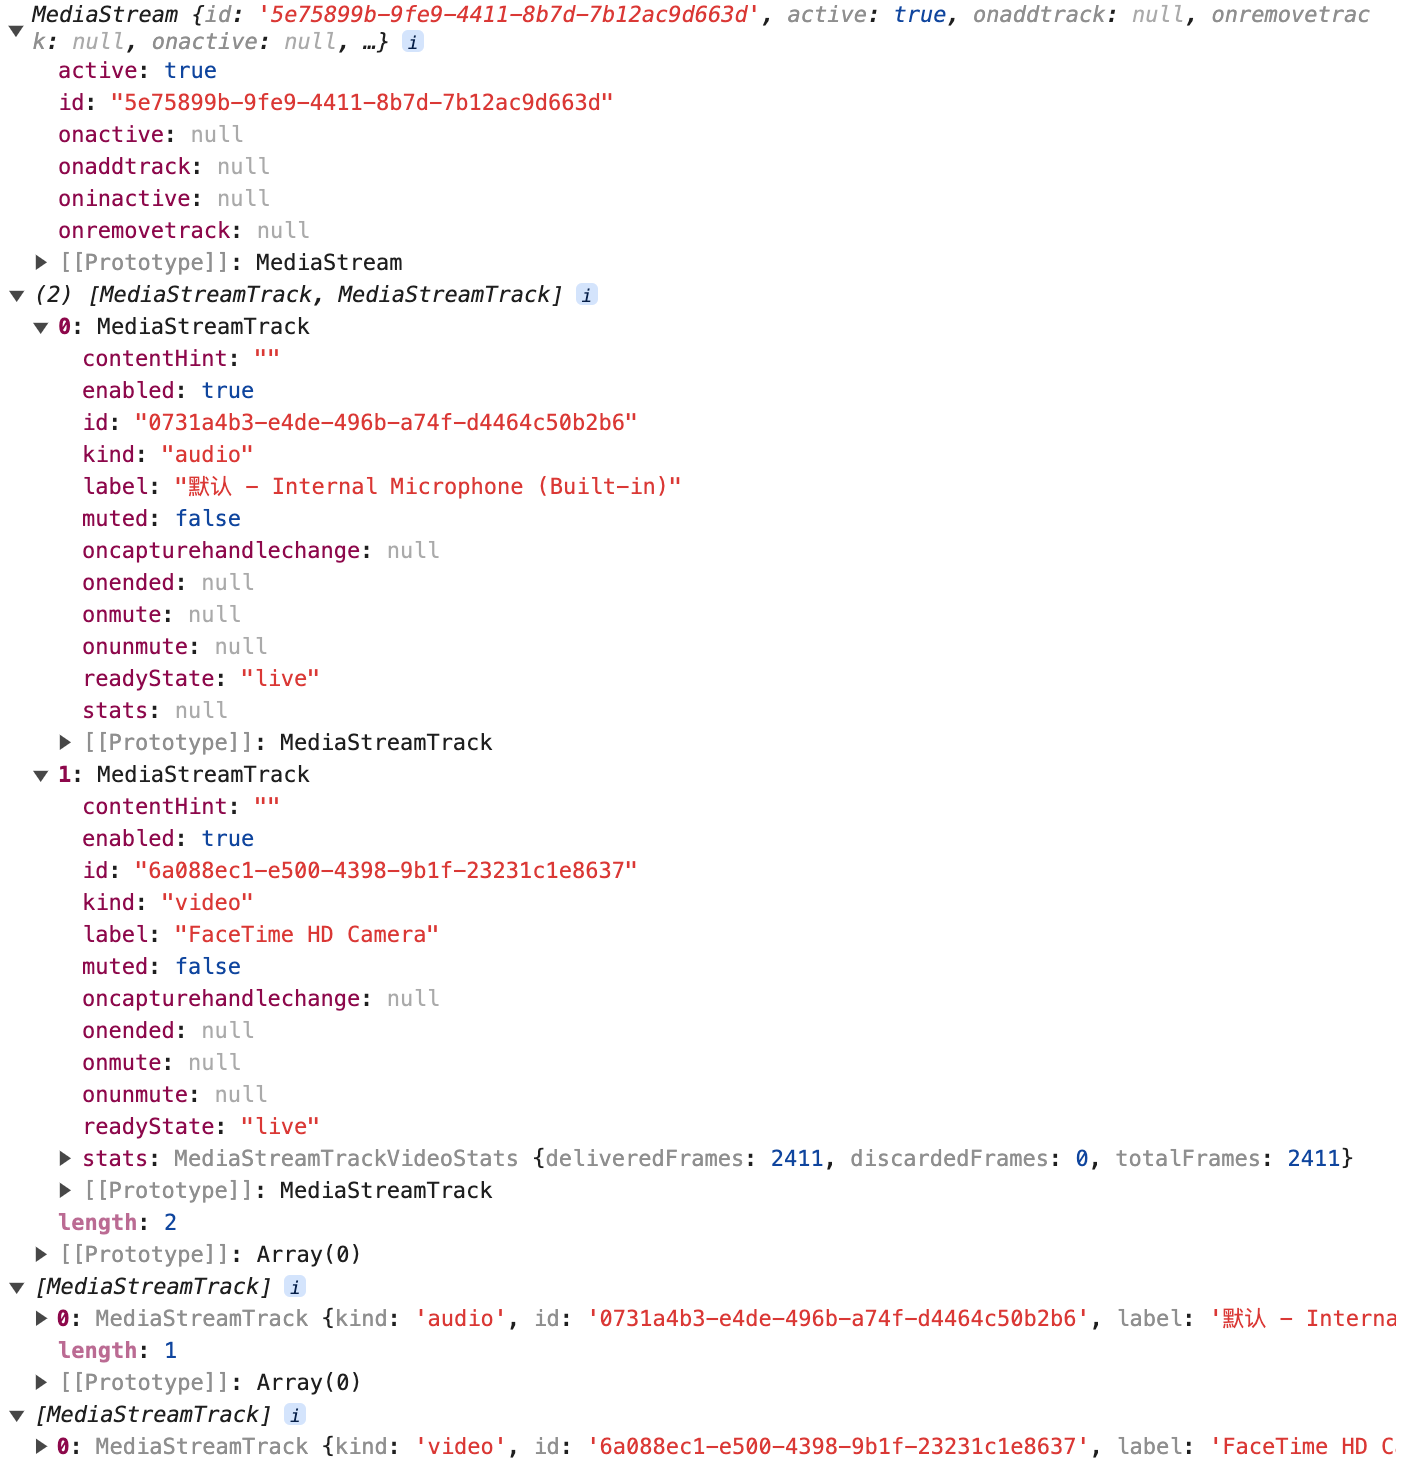 MediaStream {id: '5e75899b-9fe9-4411-8b7d-7b12ac9d663d', active: true, onaddtrack: null, onremovetrac
k: null, onactive: null, …} i
active: true
id: "5e75899b-9fe9-4411-8b7d-7b12ac9d663d"
onactive: null
onaddtrack: null
oninactive: null
onremovetrack: null
[[Prototype]]: MediaStream
(2) [MediaStreamTrack, MediaStreamTrack] i
0: MediaStreamTrack
contentHint: ""
enabled: true
id: "0731a4b3-e4de-496b-a74f-d4464c50b2b6"
kind: "audio"
label: "默认 - Internal Microphone (Built-in)"
muted: false
oncapturehandlechange: null
onended: null
onmute: null
onunmute: null
readyState: "live"
stats: null
[[Prototype]]: MediaStreamTrack
1: MediaStreamTrack
contentHint: ""
enabled: true
id: "6a088ec1-e500-4398-9b1f-23231c1e8637"
kind: "video"
label: "FaceTime HD Camera"
muted: false
oncapturehandlechange: null
onended: null
onmute: null
onunmute: null
readyState: "live"
stats: MediaStreamTrackVideoStats {deliveredFrames: 2411, discardedFrames: 0, totalFrames: 2411}
[[Prototype]]: MediaStreamTrack
length: 2
[[Prototype]]: Array(0)
[MediaStreamTrack] i
0: MediaStreamTrack {kind: 'audio', id: '0731a4b3-e4de-496b-a74f-d4464c50b2b6', label: '默认 - Interna
length: 1
[[Prototype]]: Array(0)
[MediaStreamTrack] i
0: MediaStreamTrack {kind: 'video', id: '6a088ec1-e500-4398-9b1f-23231c1e8637', label: 'FaceTime HD C